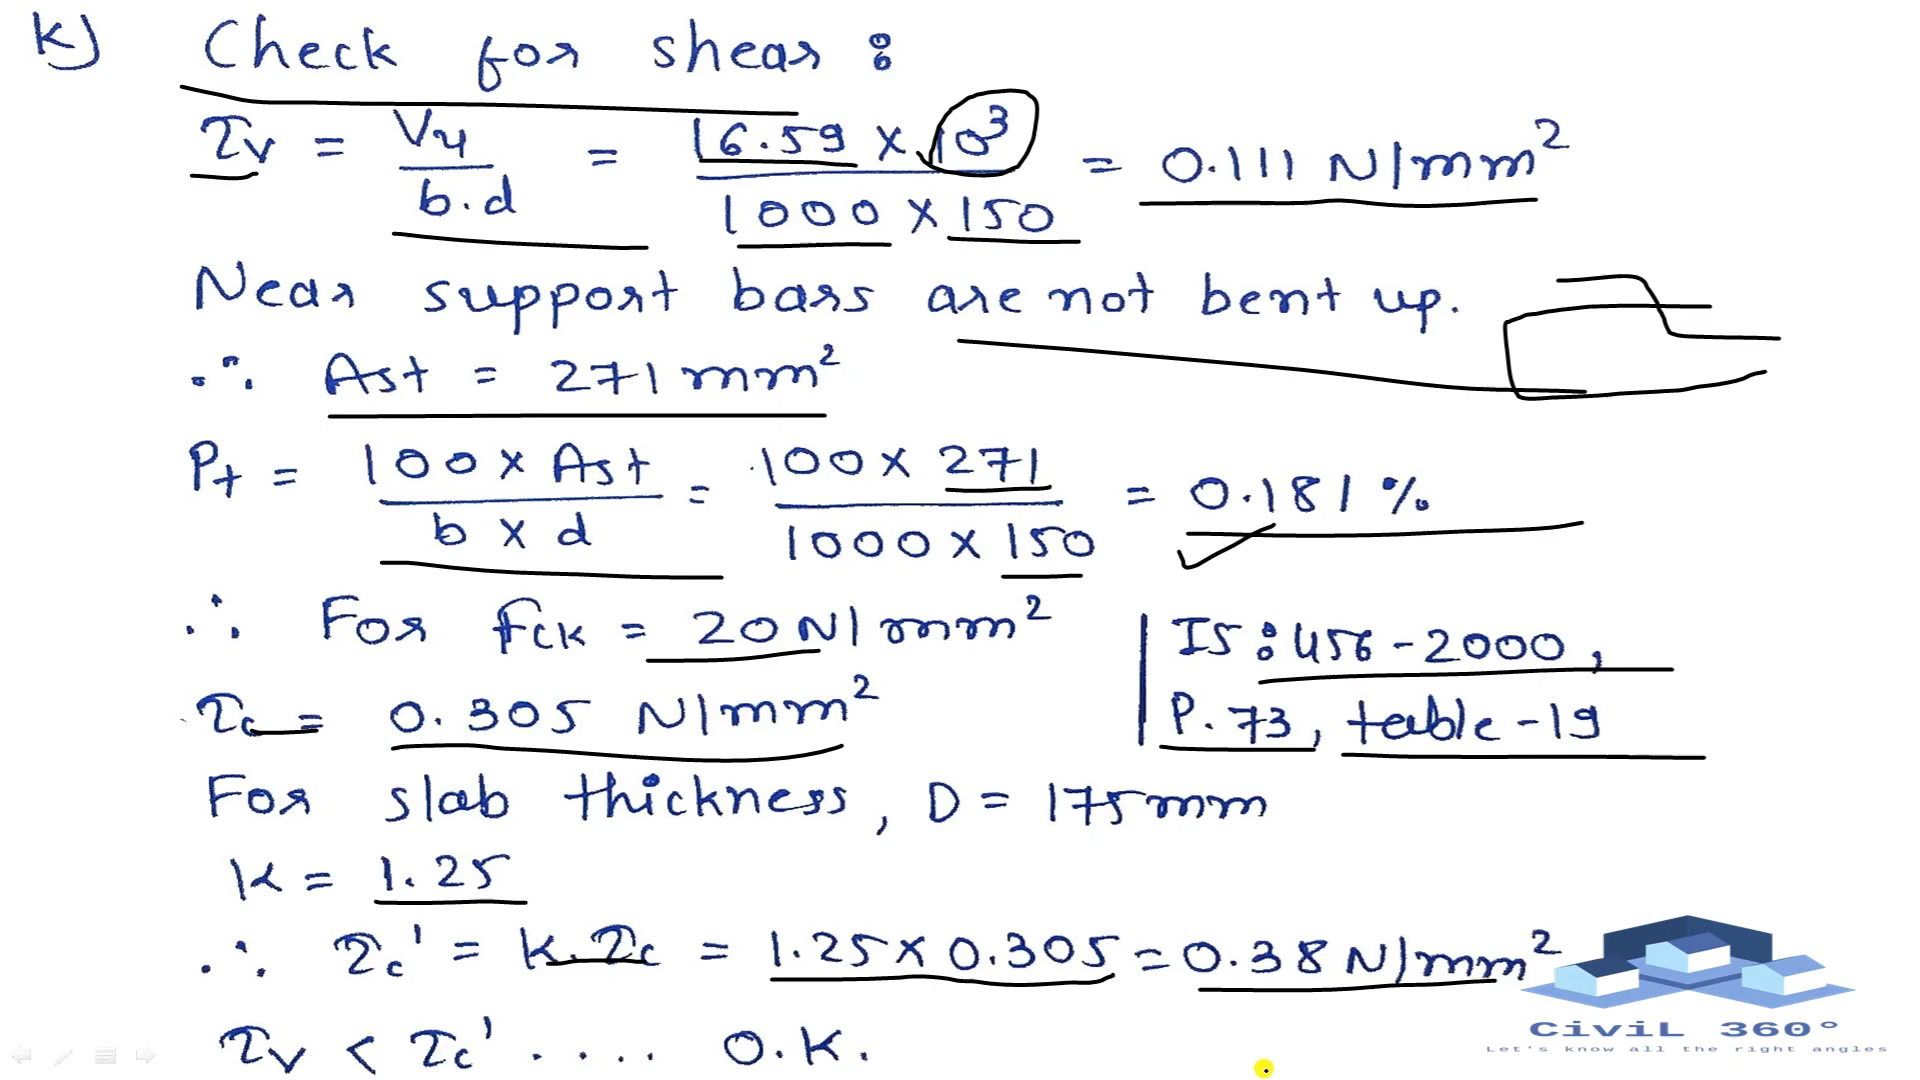 K) Check for shear :
τv = Vu / b.d = 16.59 × 10³ / 1000 × 150 = 0.111 N/mm²
Near support bars are not bent up.
∴ Ast = 271 mm²
Pt = 100 × Ast / b × d = 100 × 271 / 1000 × 150 = 0.181 %
∴ For fck = 20 N/mm² | IS : 456 - 2000,
τc = 0.305 N/mm² | P. 73, table - 19
For slab thickness, D = 175 mm
K = 1.25
∴ τc' = K. τc = 1.25 × 0.305 = 0.38 N/mm²
τv < τc' . . . . . O.K.
CiviL 360°
Let's know all the right angles